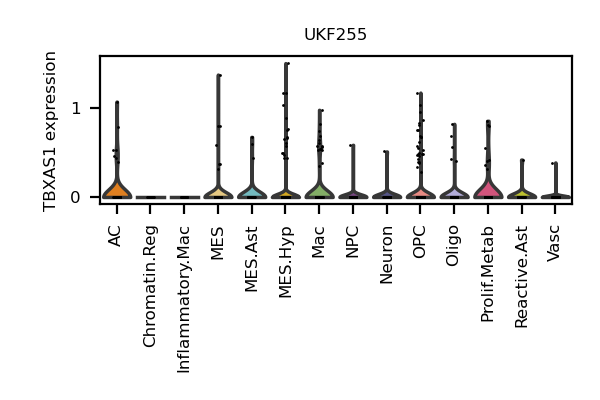 UKF255
TBXAS1 expression
1
0
AC
Chromatin.Reg
Inflammatory.Mac
MES
MES.Ast
MES.Hyp
Mac
NPC
Neuron
OPC
Oligo
Prolif.Metab
Reactive.Ast
Vasc